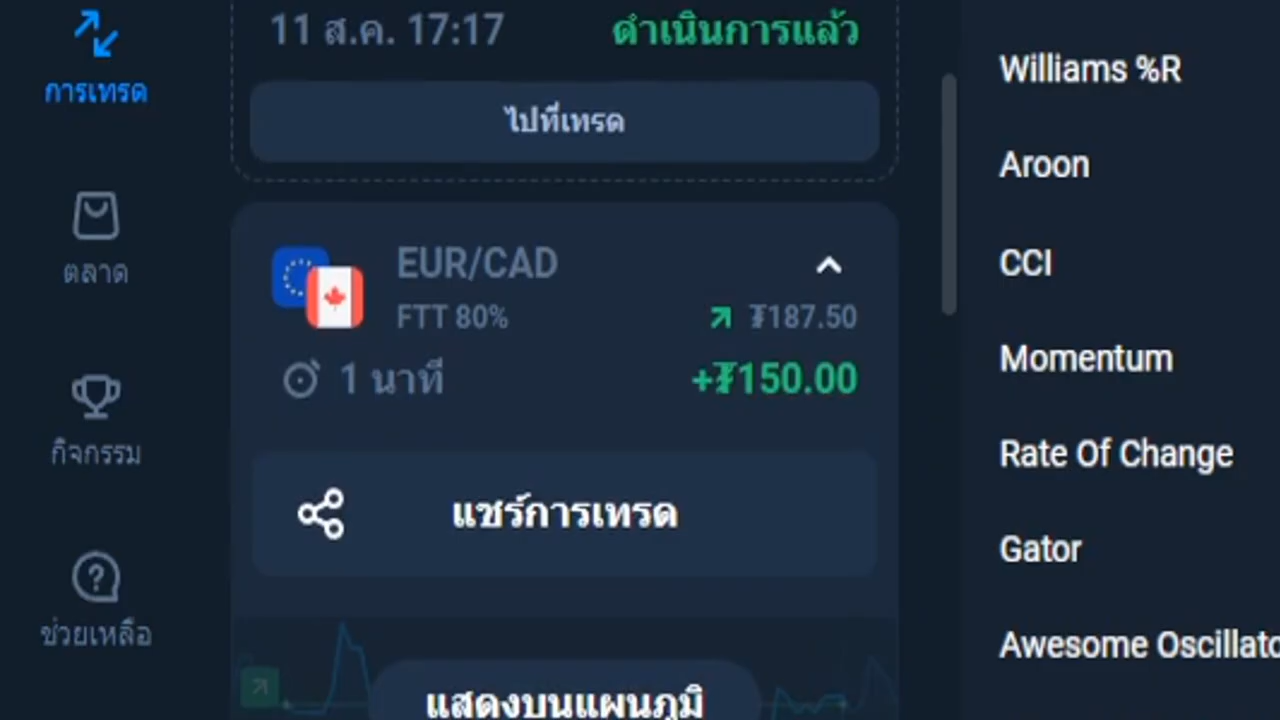 การเทรด
ตลาด
กิจกรรม
ช่วยเหลือ
11 ส.ค. 17:17 ดำเนินการแล้ว
ไปที่เทรด
EUR/CAD
FTT 80% ₮187.50
1 นาที +₮150.00
แชร์การเทรด
แสดงบนแผนภูมิ
Williams %R
Aroon
CCI
Momentum
Rate Of Change
Gator
Awesome Oscillato